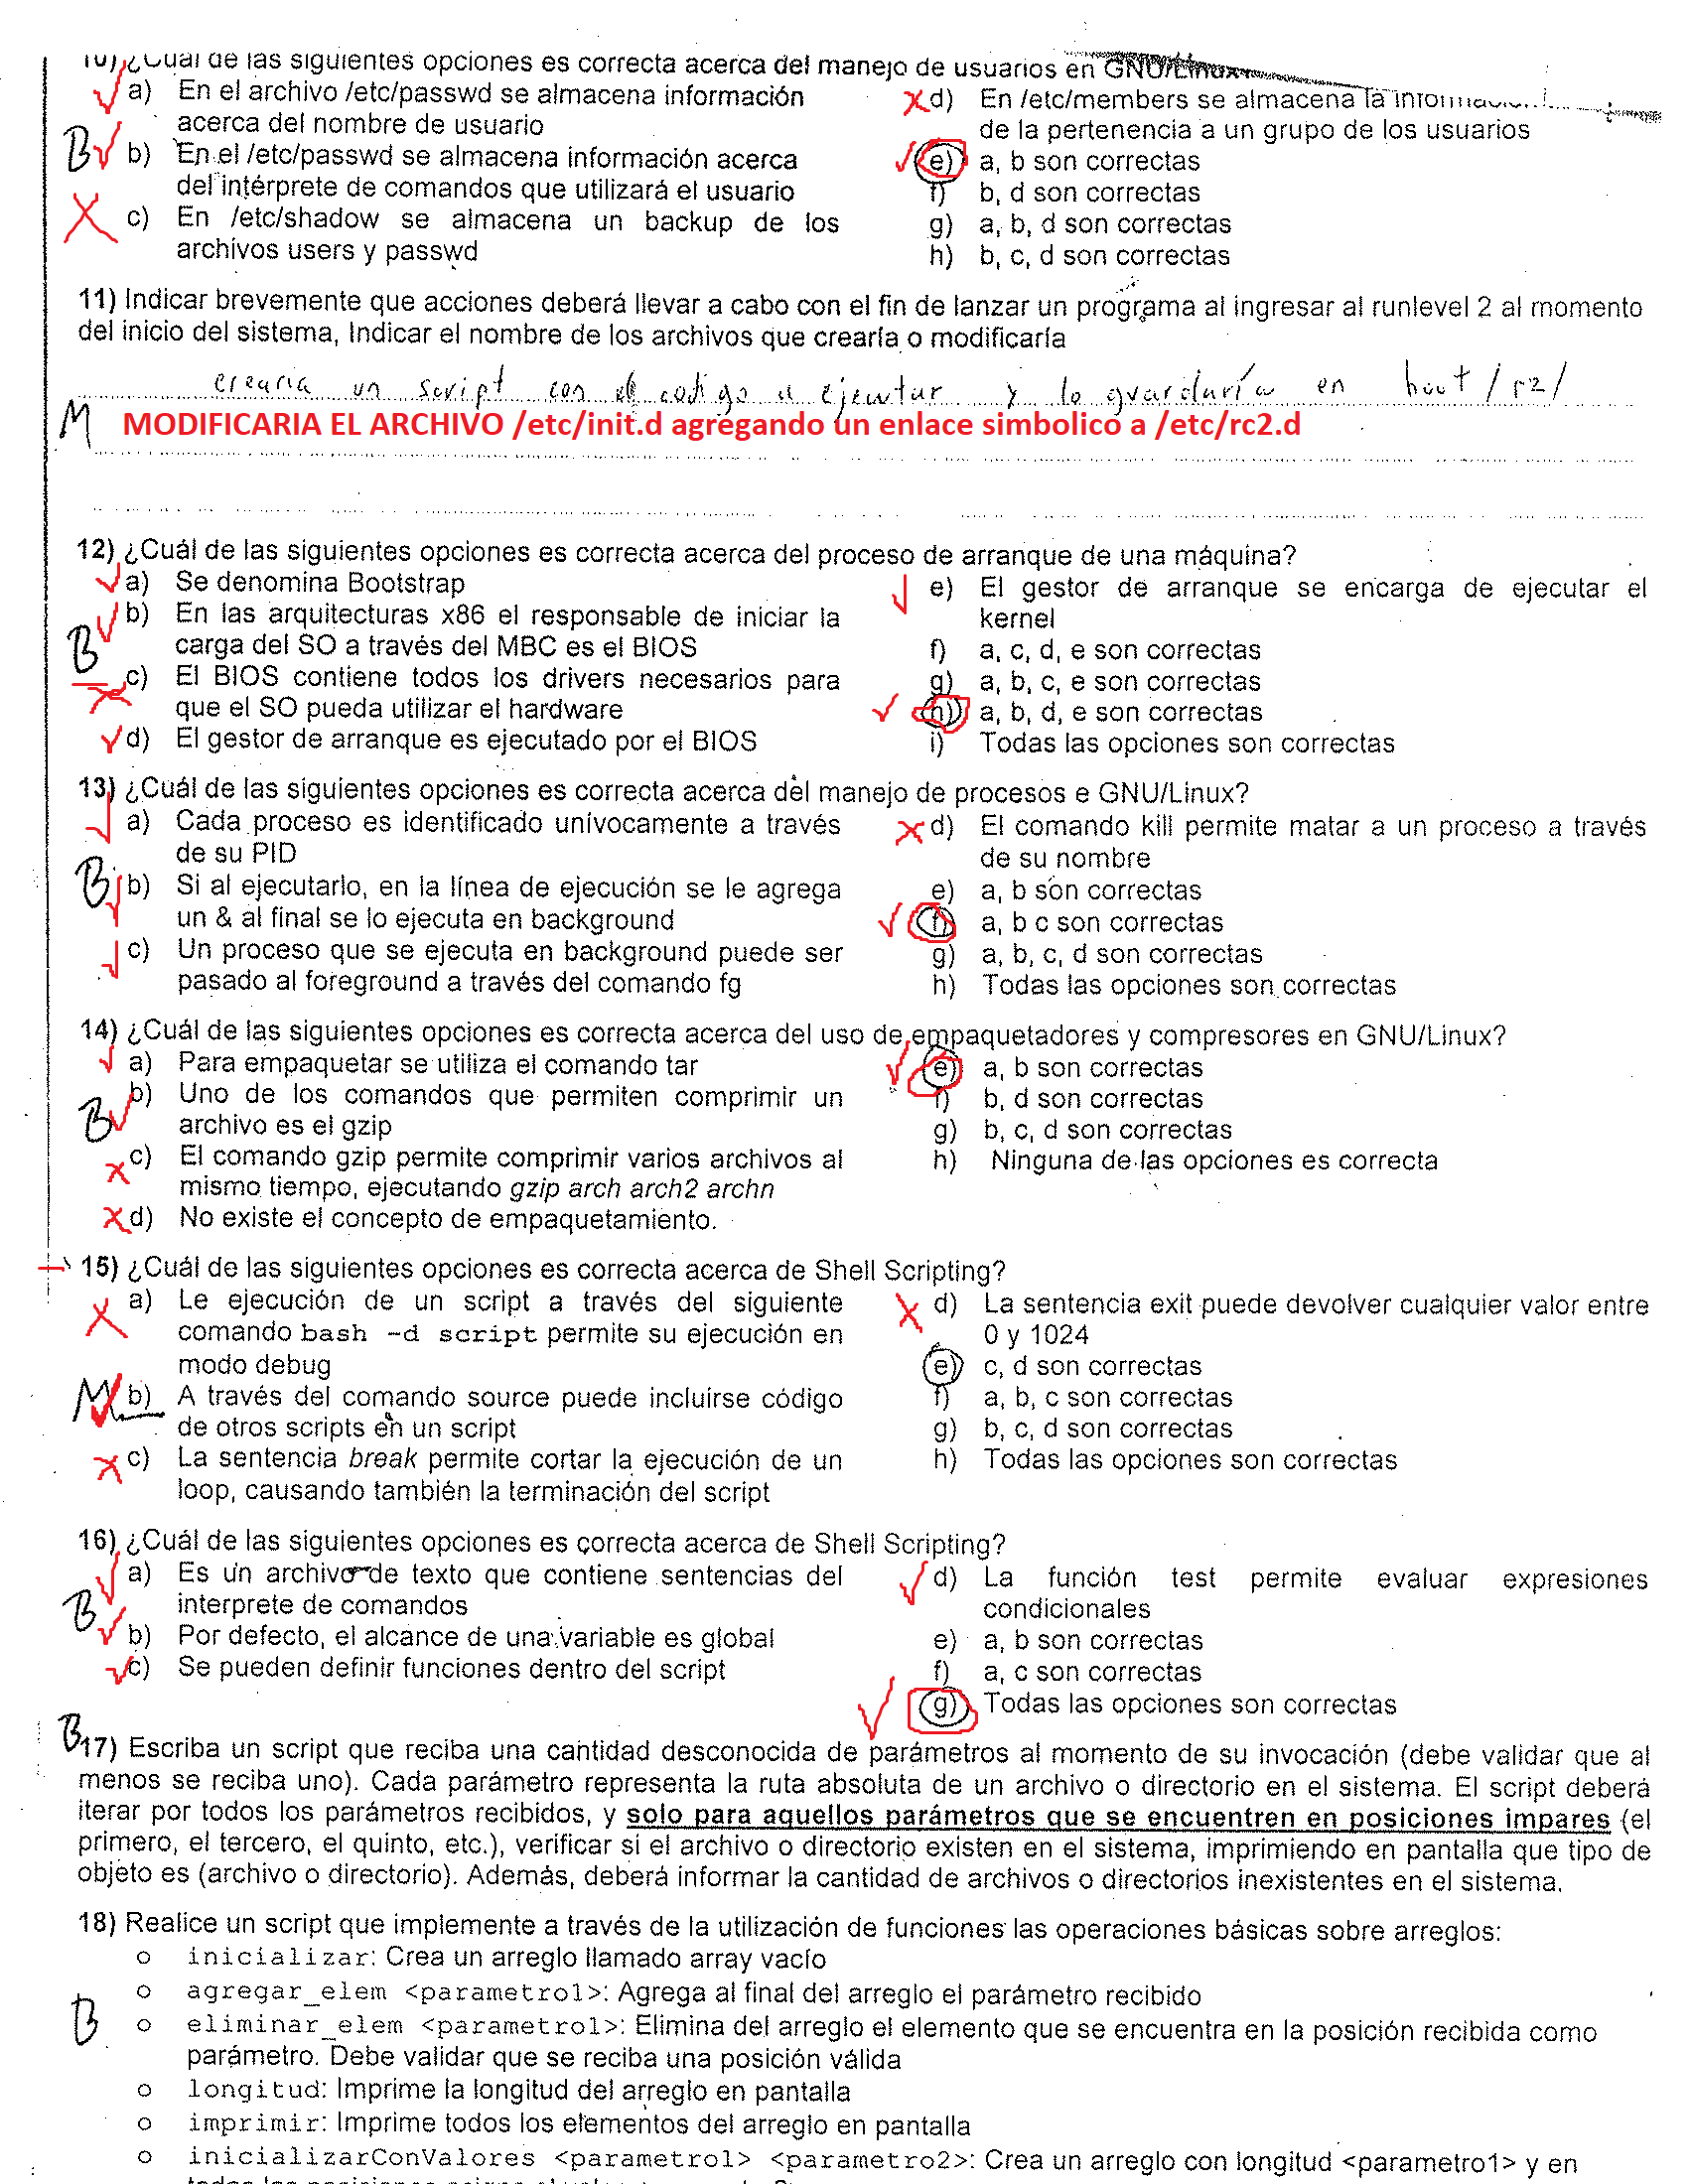 10) ¿Cuál de las siguientes opciones es correcta acerca del manejo de usuarios en GNU/Linux?
a) En el archivo /etc/passwd se almacena información
acerca del nombre de usuario
B b) En el /etc/passwd se almacena información acerca
del intérprete de comandos que utilizará el usuario
c) En /etc/shadow se almacena un backup de los
archivos users y passwd
d) En /etc/members se almacena la
de la pertenencia a un grupo de los usuarios
e) a, b son correctas
f) b, d son correctas
g) a, b, d son correctas
h) b, c, d son correctas
11) Indicar brevemente que acciones deberá llevar a cabo con el fin de lanzar un programa al ingresar al runlevel 2 al momento
del inicio del sistema, Indicar el nombre de los archivos que crearía o modificaría
crearia un script con el codigo a ejecutar y lo guardaría en boot/r2/
M MODIFICARIA EL ARCHIVO /etc/init.d agregando un enlace simbolico a /etc/rc2.d
12) ¿Cuál de las siguientes opciones es correcta acerca del proceso de arranque de una máquina?
a) Se denomina Bootstrap
b) En las arquitecturas x86 el responsable de iniciar la
B carga del SO a través del MBC es el BIOS
c) El BIOS contiene todos los drivers necesarios para
que el SO pueda utilizar el hardware
d) El gestor de arranque es ejecutado por el BIOS
e) El gestor de arranque se encarga de ejecutar el
kernel
f) a, c, d, e son correctas
g) a, b, c, e son correctas
h) a, b, d, e son correctas
i) Todas las opciones son correctas
13) ¿Cuál de las siguientes opciones es correcta acerca del manejo de procesos e GNU/Linux?
a) Cada proceso es identificado unívocamente a través
de su PID
B b) Si al ejecutarlo, en la línea de ejecución se le agrega
un & al final se lo ejecuta en background
c) Un proceso que se ejecuta en background puede ser
pasado al foreground a través del comando fg
d) El comando kill permite matar a un proceso a través
de su nombre
e) a, b son correctas
f) a, b c son correctas
g) a, b, c, d son correctas
h) Todas las opciones son correctas
14) ¿Cuál de las siguientes opciones es correcta acerca del uso de empaquetadores y compresores en GNU/Linux?
a) Para empaquetar se utiliza el comando tar
b) Uno de los comandos que permiten comprimir un
B archivo es el gzip
c) El comando gzip permite comprimir varios archivos al
mismo tiempo, ejecutando gzip arch arch2 archn
d) No existe el concepto de empaquetamiento.
e) a, b son correctas
f) b, d son correctas
g) b, c, d son correctas
h) Ninguna de las opciones es correcta
15) ¿Cuál de las siguientes opciones es correcta acerca de Shell Scripting?
a) Le ejecución de un script a través del siguiente
comando bash -d script permite su ejecución en
modo debug
M b) A través del comando source puede incluirse código
de otros scripts en un script
c) La sentencia break permite cortar la ejecución de un
loop, causando también la terminación del script
d) La sentencia exit puede devolver cualquier valor entre
0 y 1024
e) c, d son correctas
f) a, b, c son correctas
g) b, c, d son correctas
h) Todas las opciones son correctas
16) ¿Cuál de las siguientes opciones es correcta acerca de Shell Scripting?
a) Es un archivo de texto que contiene sentencias del
B interprete de comandos
b) Por defecto, el alcance de una variable es global
c) Se pueden definir funciones dentro del script
d) La función test permite evaluar expresiones
condicionales
e) a, b son correctas
f) a, c son correctas
g) Todas las opciones son correctas
B 17) Escriba un script que reciba una cantidad desconocida de parámetros al momento de su invocación (debe validar que al
menos se reciba uno). Cada parámetro representa la ruta absoluta de un archivo o directorio en el sistema. El script deberá
iterar por todos los parámetros recibidos, y solo para aquellos parámetros que se encuentren en posiciones impares (el
primero, el tercero, el quinto, etc.), verificar si el archivo o directorio existen en el sistema, imprimiendo en pantalla que tipo de
objeto es (archivo o directorio). Además, deberá informar la cantidad de archivos o directorios inexistentes en el sistema.
18) Realice un script que implemente a través de la utilización de funciones las operaciones básicas sobre arreglos:
o inicializar: Crea un arreglo llamado array vacío
o agregar_elem <parametro1>: Agrega al final del arreglo el parámetro recibido
B o eliminar_elem <parametro1>: Elimina del arreglo el elemento que se encuentra en la posición recibida como
parámetro. Debe validar que se reciba una posición válida
o longitud: Imprime la longitud del arreglo en pantalla
o imprimir: Imprime todos los elementos del arreglo en pantalla
o inicializarConValores <parametro1> <parametro2>: Crea un arreglo con longitud <parametro1> y en